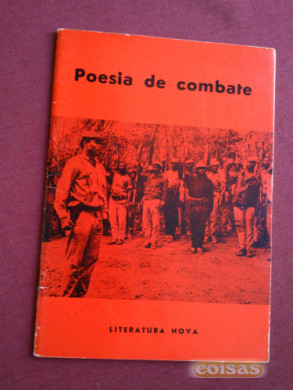 Poesia de combate
LITERATURA NOVA
coisas